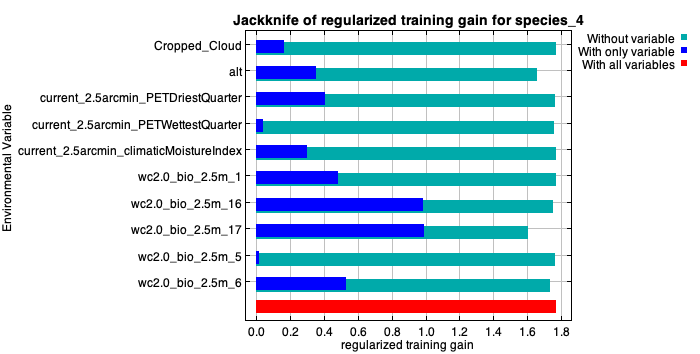 Jackknife of regularized training gain for species_4
Without variable
With only variable
With all variables
Environmental Variable
Cropped_Cloud
alt
current_2.5arcmin_PETDriestQuarter
current_2.5arcmin_PETWettestQuarter
current_2.5arcmin_climaticMoistureIndex
wc2.0_bio_2.5m_1
wc2.0_bio_2.5m_16
wc2.0_bio_2.5m_17
wc2.0_bio_2.5m_5
wc2.0_bio_2.5m_6
0.0 0.2 0.4 0.6 0.8 1.0 1.2 1.4 1.6 1.8
regularized training gain